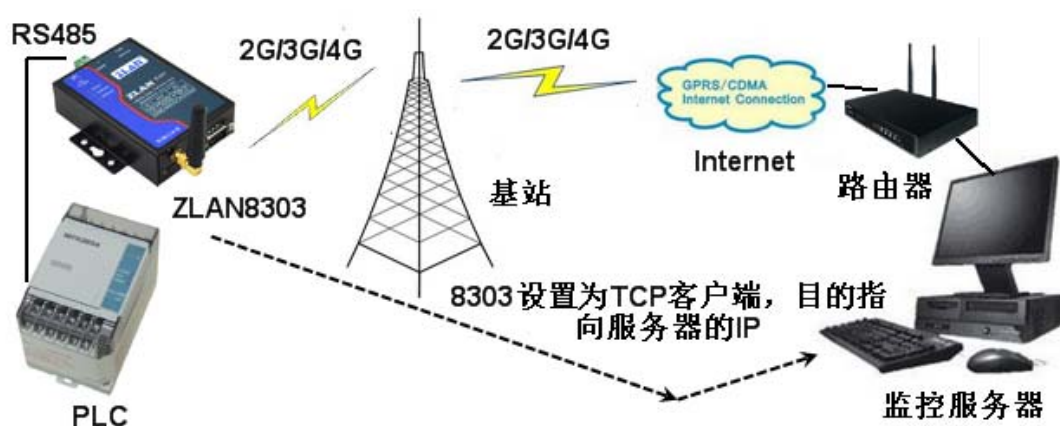 RS485
2G/3G/4G
2G/3G/4G
ZLAN
GPRS/CDMA
Internet Connection
Internet
基站
路由器
ZLAN8303
8303设置为TCP客户端，目的指
向服务器的IP
PLC
监控服务器